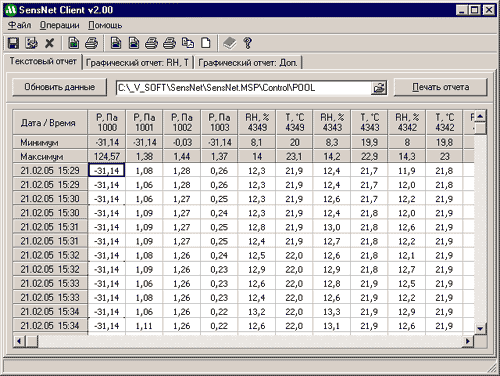 SensNet Client v2.00
Файл Операции Помощь
Текстовый отчет Графический отчет: RH, T Графический отчет: Доп.
Обновить данные C:\_V_SOFT\SensNet\SensNet.MSP\Control\POOL Печать отчета
Дата / Время P, Па 1000 P, Па 1001 P, Па 1002 P, Па 1003 RH, % 4349 T, °C 4349 RH, % 4343 T, °C 4343 RH, % 4342 T, °C 4342
Минимум -31,14 -31,14 -0,03 -31,14 8,1 20 8,3 19,9 8 19,8
Максимум 124,57 1,38 1,44 1,37 14 23,1 14,2 22,9 14,3 23
21.02.05 15:29 -31,14 1,08 1,28 0,26 12,3 21,9 12,4 21,7 11,9 21,8
21.02.05 15:29 -31,14 1,06 1,28 0,26 12,3 21,9 12,4 21,7 12,0 21,8
21.02.05 15:30 -31,14 1,06 1,27 0,25 12,3 21,9 12,6 21,7 12,2 21,9
21.02.05 15:30 -31,14 1,09 1,27 0,24 12,3 21,9 12,4 21,8 12,0 21,9
21.02.05 15:31 -31,14 1,09 1,27 0,25 12,8 21,9 13,0 21,8 12,6 21,9
21.02.05 15:31 -31,14 1,09 1,27 0,25 12,4 21,9 12,7 21,8 12,2 21,9
21.02.05 15:32 -31,14 1,08 1,26 0,24 12,5 22,0 12,6 21,8 12,1 21,9
21.02.05 15:32 -31,14 1,09 1,26 0,23 12,9 22,0 12,9 21,8 12,7 21,9
21.02.05 15:33 -31,14 1,06 1,26 0,23 12,6 22,0 12,8 21,9 12,5 21,9
21.02.05 15:33 -31,14 1,08 1,26 0,23 12,4 22,0 12,6 21,9 12,2 21,9
21.02.05 15:34 -31,14 1,06 1,26 0,22 13,2 22,0 13,3 21,9 12,9 21,9
21.02.05 15:34 -31,14 1,11 1,26 0,22 12,6 22,0 13,1 21,9 12,6 21,9